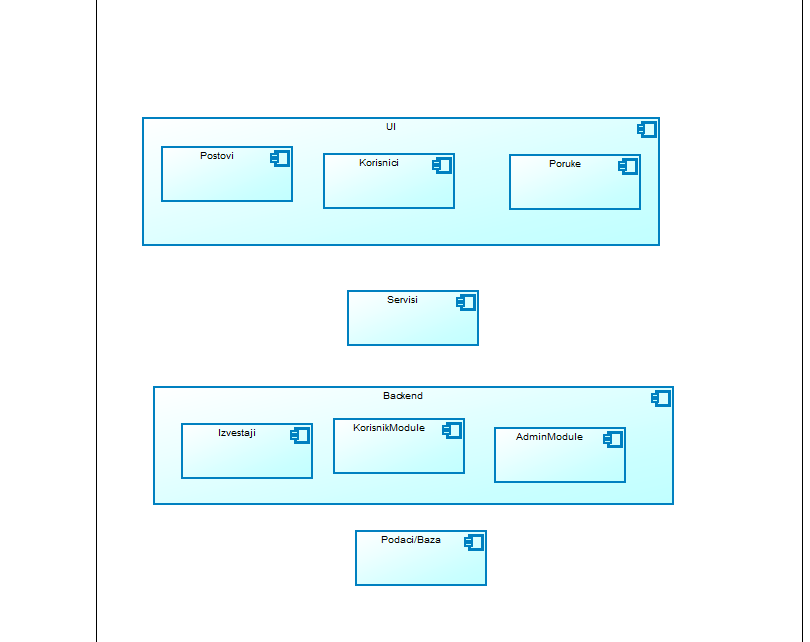 UI
Postovi
Korisnici
Poruke
Servisi
Backend
Izvestaji
KorisnikModule
AdminModule
Podaci/Baza